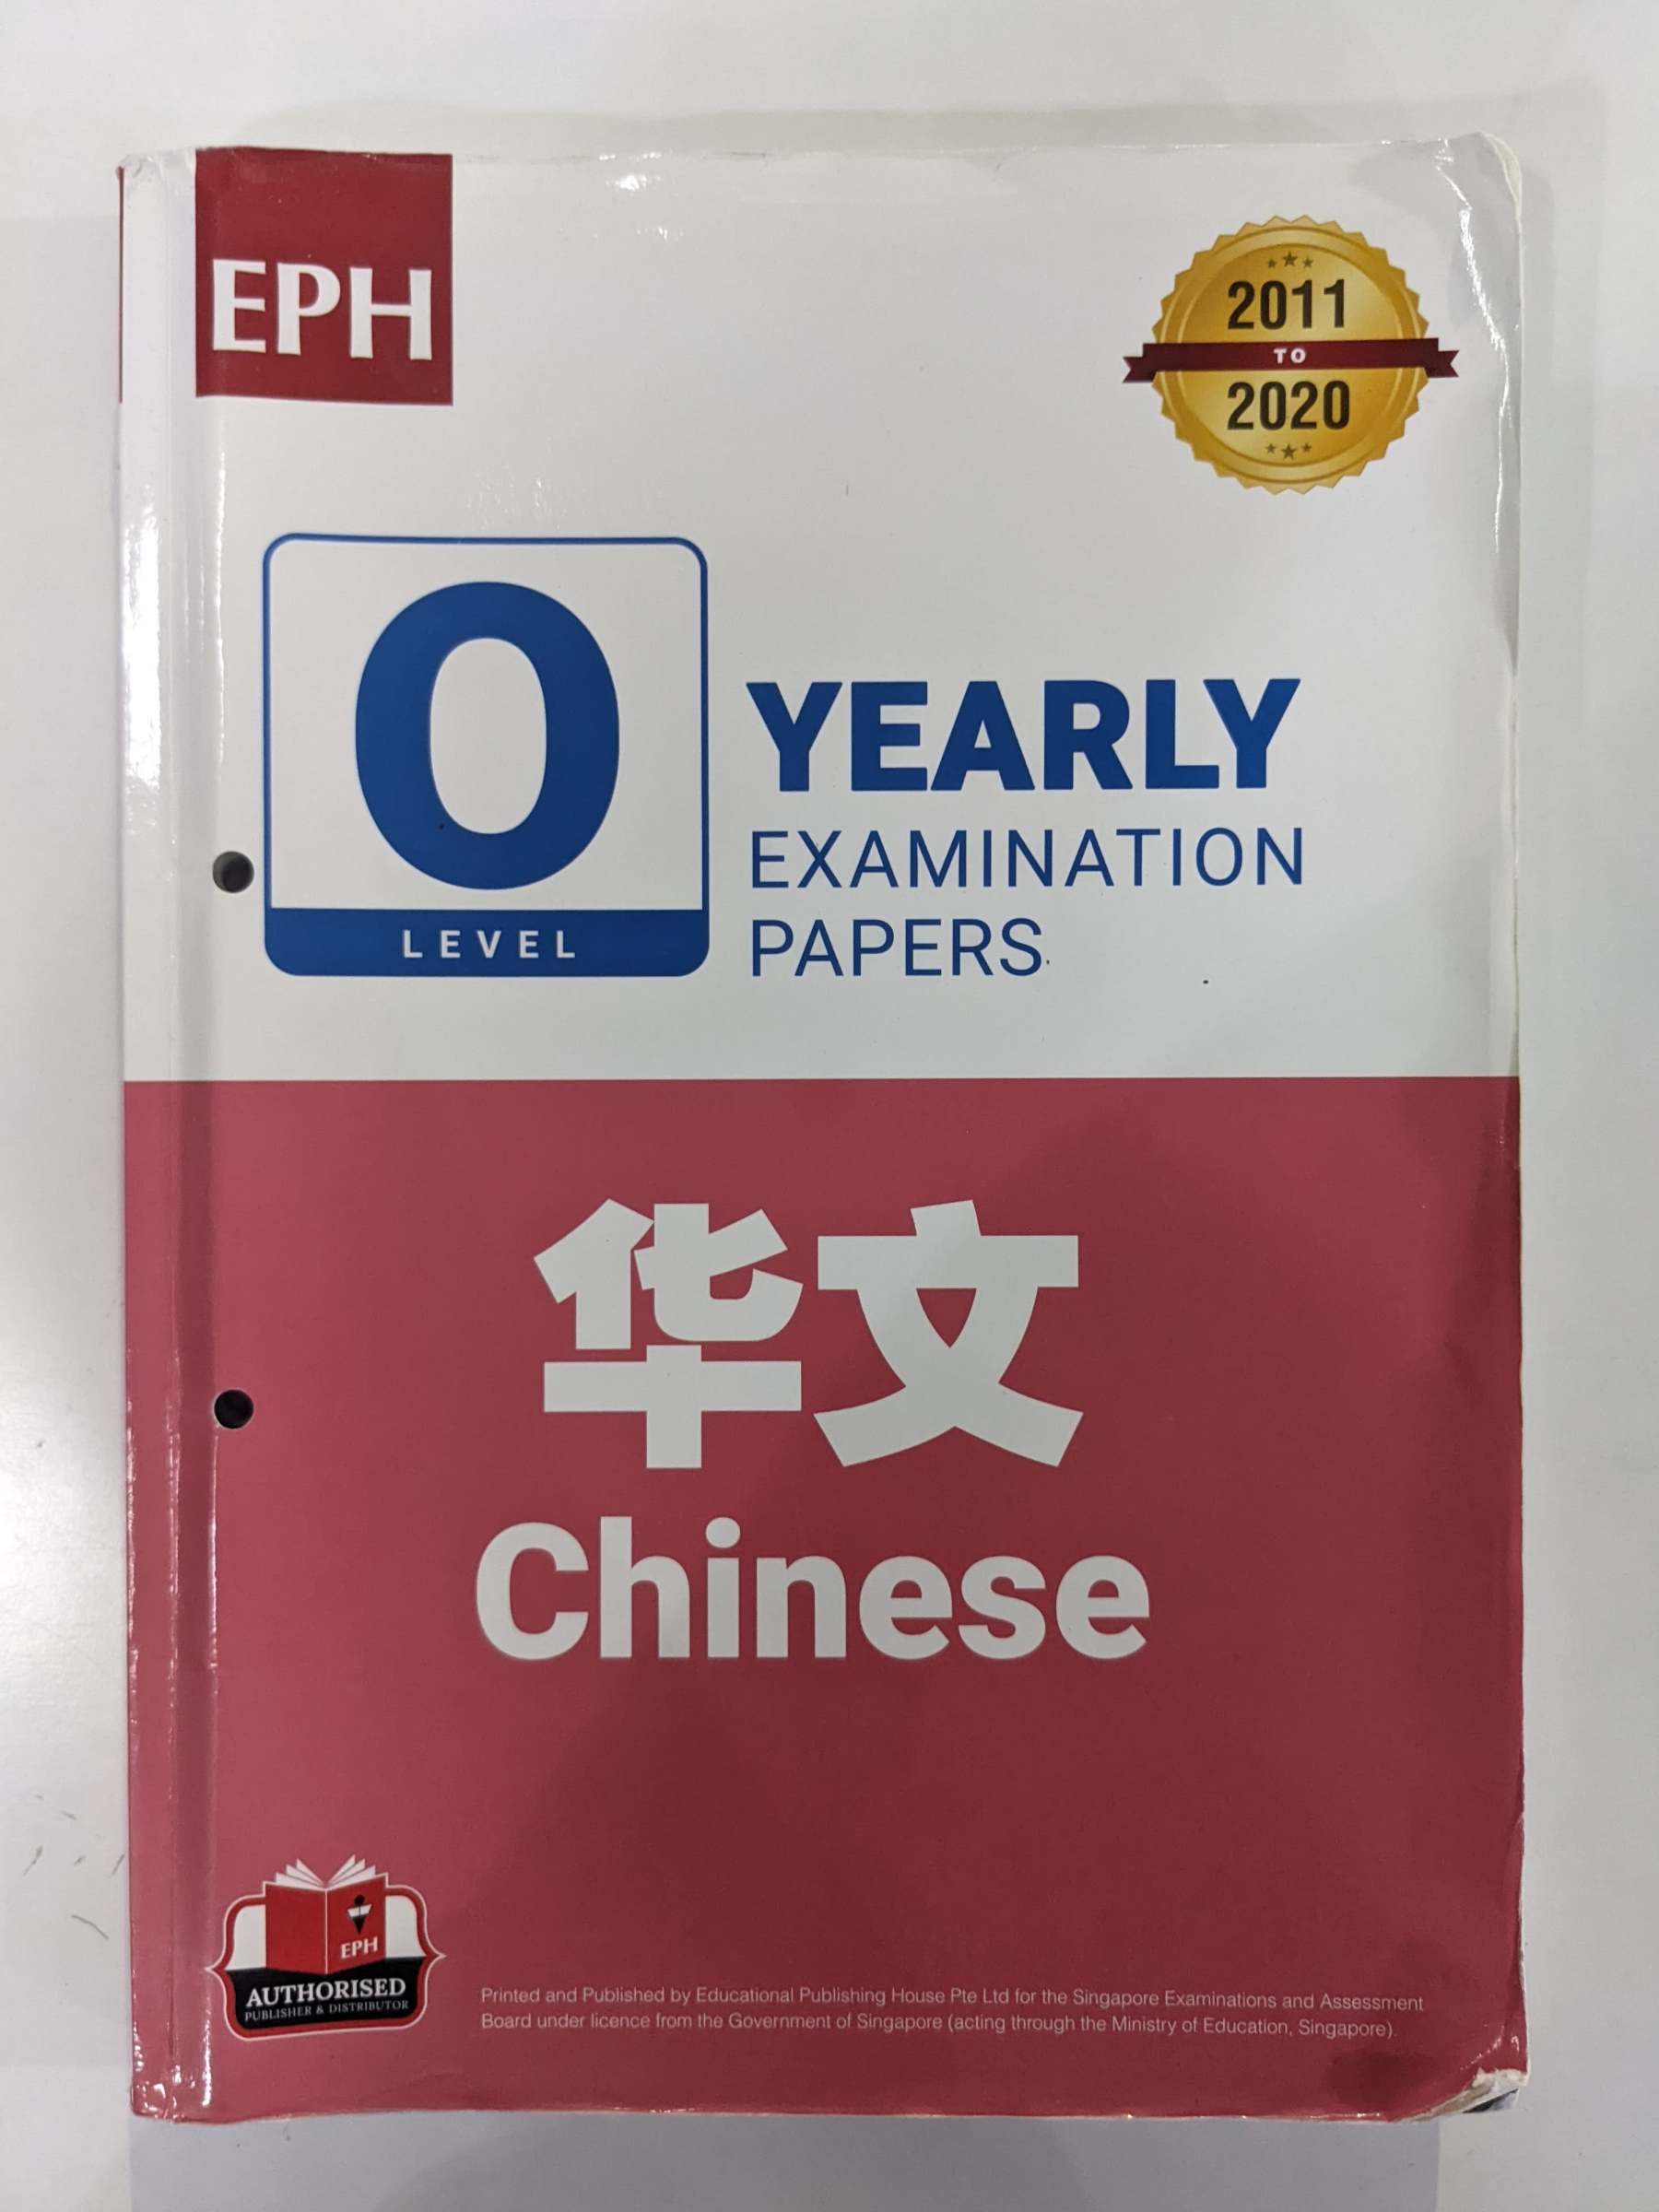 EPH
2011
TO
2020
O
LEVEL
YEARLY
EXAMINATION
PAPERS
华文
Chinese
EPH
AUTHORISED
PUBLISHER & DISTRIBUTOR
Printed and Published by Educational Publishing House Pte Ltd for the Singapore Examinations and Assessment
Board under licence from the Government of Singapore (acting through the Ministry of Education, Singapore).